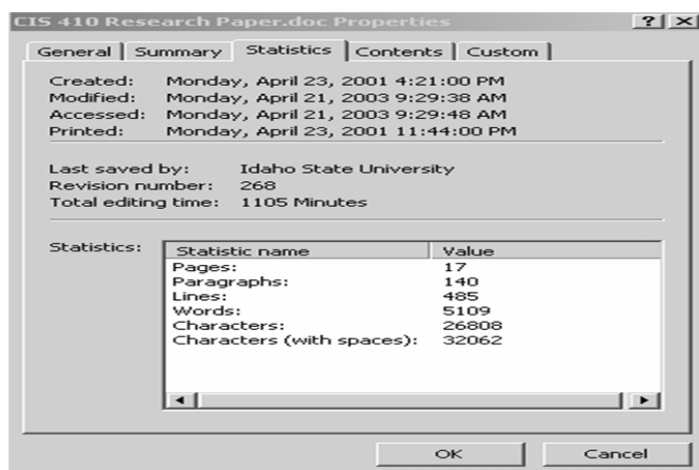 CIS 410 Research Paper.doc Properties ? X
General Summary Statistics Contents Custom
Created: Monday, April 23, 2001 4:21:00 PM
Modified: Monday, April 21, 2003 9:29:38 AM
Accessed: Monday, April 21, 2003 9:29:48 AM
Printed: Monday, April 23, 2001 11:44:00 PM
Last saved by: Idaho State University
Revision number: 268
Total editing time: 1105 Minutes
Statistics: Statistic name Value
Pages: 17
Paragraphs: 140
Lines: 485
Words: 5109
Characters: 26808
Characters (with spaces): 32062
OK Cancel